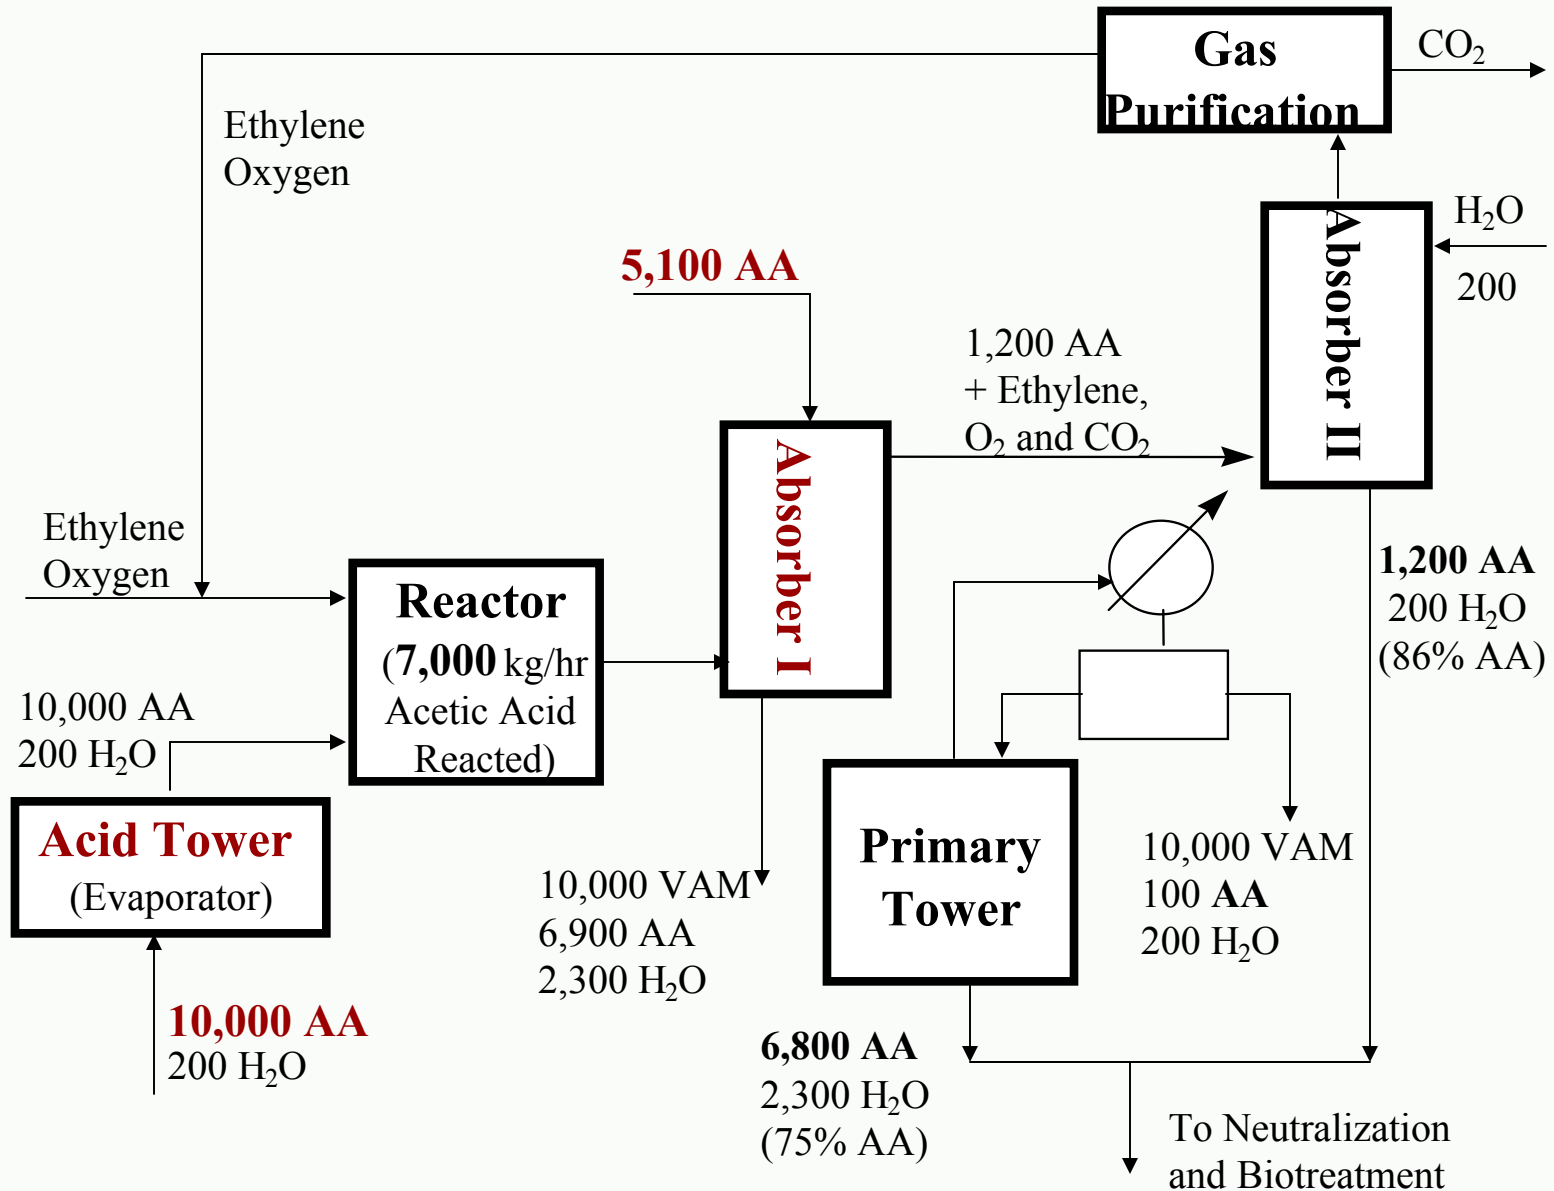 Gas
Purification
CO₂
Ethylene
Oxygen
H₂O
200
Absorber II
5,100 AA
1,200 AA
+ Ethylene,
O₂ and CO₂
Absorber I
Ethylene
Oxygen
Reactor
(7,000 kg/hr
Acetic Acid
Reacted)
1,200 AA
200 H₂O
(86% AA)
10,000 AA
200 H₂O
Acid Tower
(Evaporator)
10,000 AA
200 H₂O
10,000 VAM
6,900 AA
2,300 H₂O
Primary
Tower
10,000 VAM
100 AA
200 H₂O
6,800 AA
2,300 H₂O
(75% AA)
To Neutralization
and Biotreatment